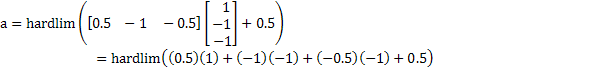 a = hardlim([0.5 − 1 − 0.5] [1 −1 −1] + 0.5)
= hardlim((0.5)(1) + (−1)(−1) + (−0.5)(−1) + 0.5)